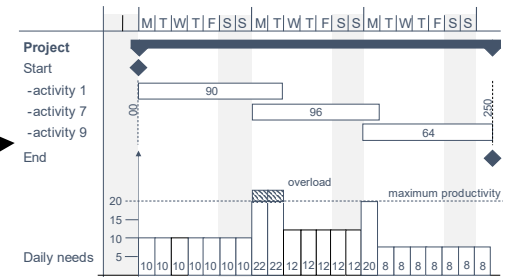 M T W T F S S M T W T F S S M T W T F S S
Project
Start
-activity 1 90
00
250
-activity 7 96
-activity 9 64
End
overload
maximum productivity
20
15
10
5
Daily needs 10 10 10 10 10 10 10 22 22 12 12 12 12 12 20 8 8 8 8 8 8 8